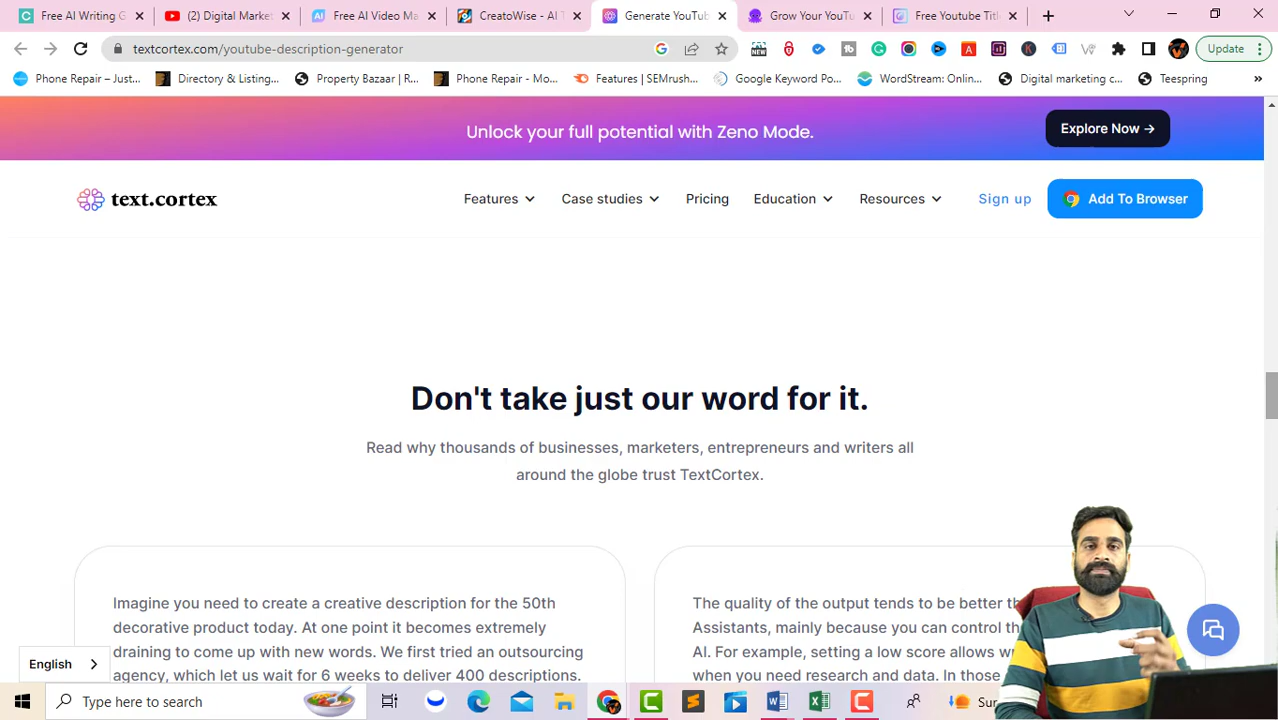 Free AI Writing G
(2) Digital Market
Free AI Video Ma
CreatoWise - AI T
Generate YouTub
Grow Your YouTu
Free Youtube Titl
textcortex.com/youtube-description-generator
Update
Phone Repair – Just...
Directory & Listing...
Property Bazaar | R...
Phone Repair - Mo...
Features | SEMrush...
Google Keyword Po...
WordStream: Onlin...
Digital marketing c...
Teespring
Unlock your full potential with Zeno Mode.
Explore Now →
text.cortex
Features
Case studies
Pricing
Education
Resources
Sign up
Add To Browser
Don't take just our word for it.
Read why thousands of businesses, marketers, entrepreneurs and writers all
around the globe trust TextCortex.
Imagine you need to create a creative description for the 50th
decorative product today. At one point it becomes extremely
draining to come up with new words. We first tried an outsourcing
agency, which let us wait for 6 weeks to deliver 400 descriptions.
The quality of the output tends to be better th
Assistants, mainly because you can control th
AI. For example, setting a low score allows
when you need research and data. In those
English
Type here to search